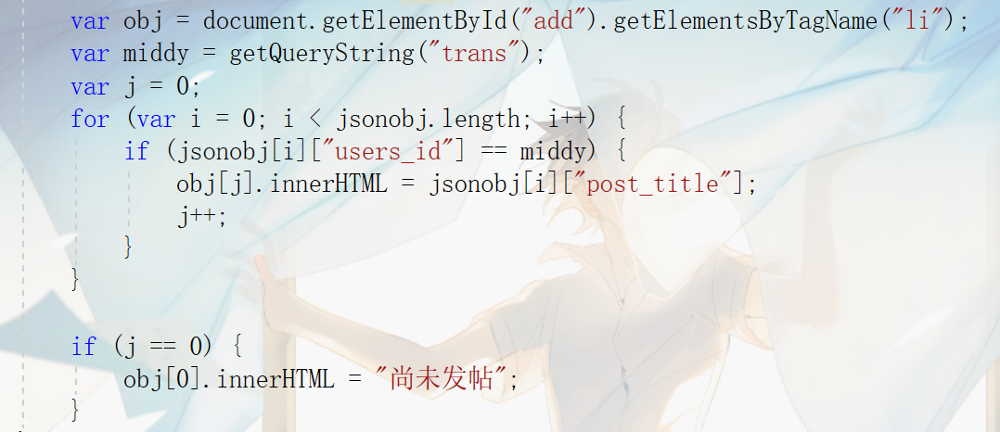 var obj = document.getElementById("add").getElementsByTagName("li");
var middy = getQueryString("trans");
var j = 0;
for (var i = 0; i < jsonobj.length; i++) {
if (jsonobj[i]["users_id"] == middy) {
obj[j].innerHTML = jsonobj[i]["post_title"];
j++;
}
}
if (j == 0) {
obj[0].innerHTML = "尚未发帖";
}